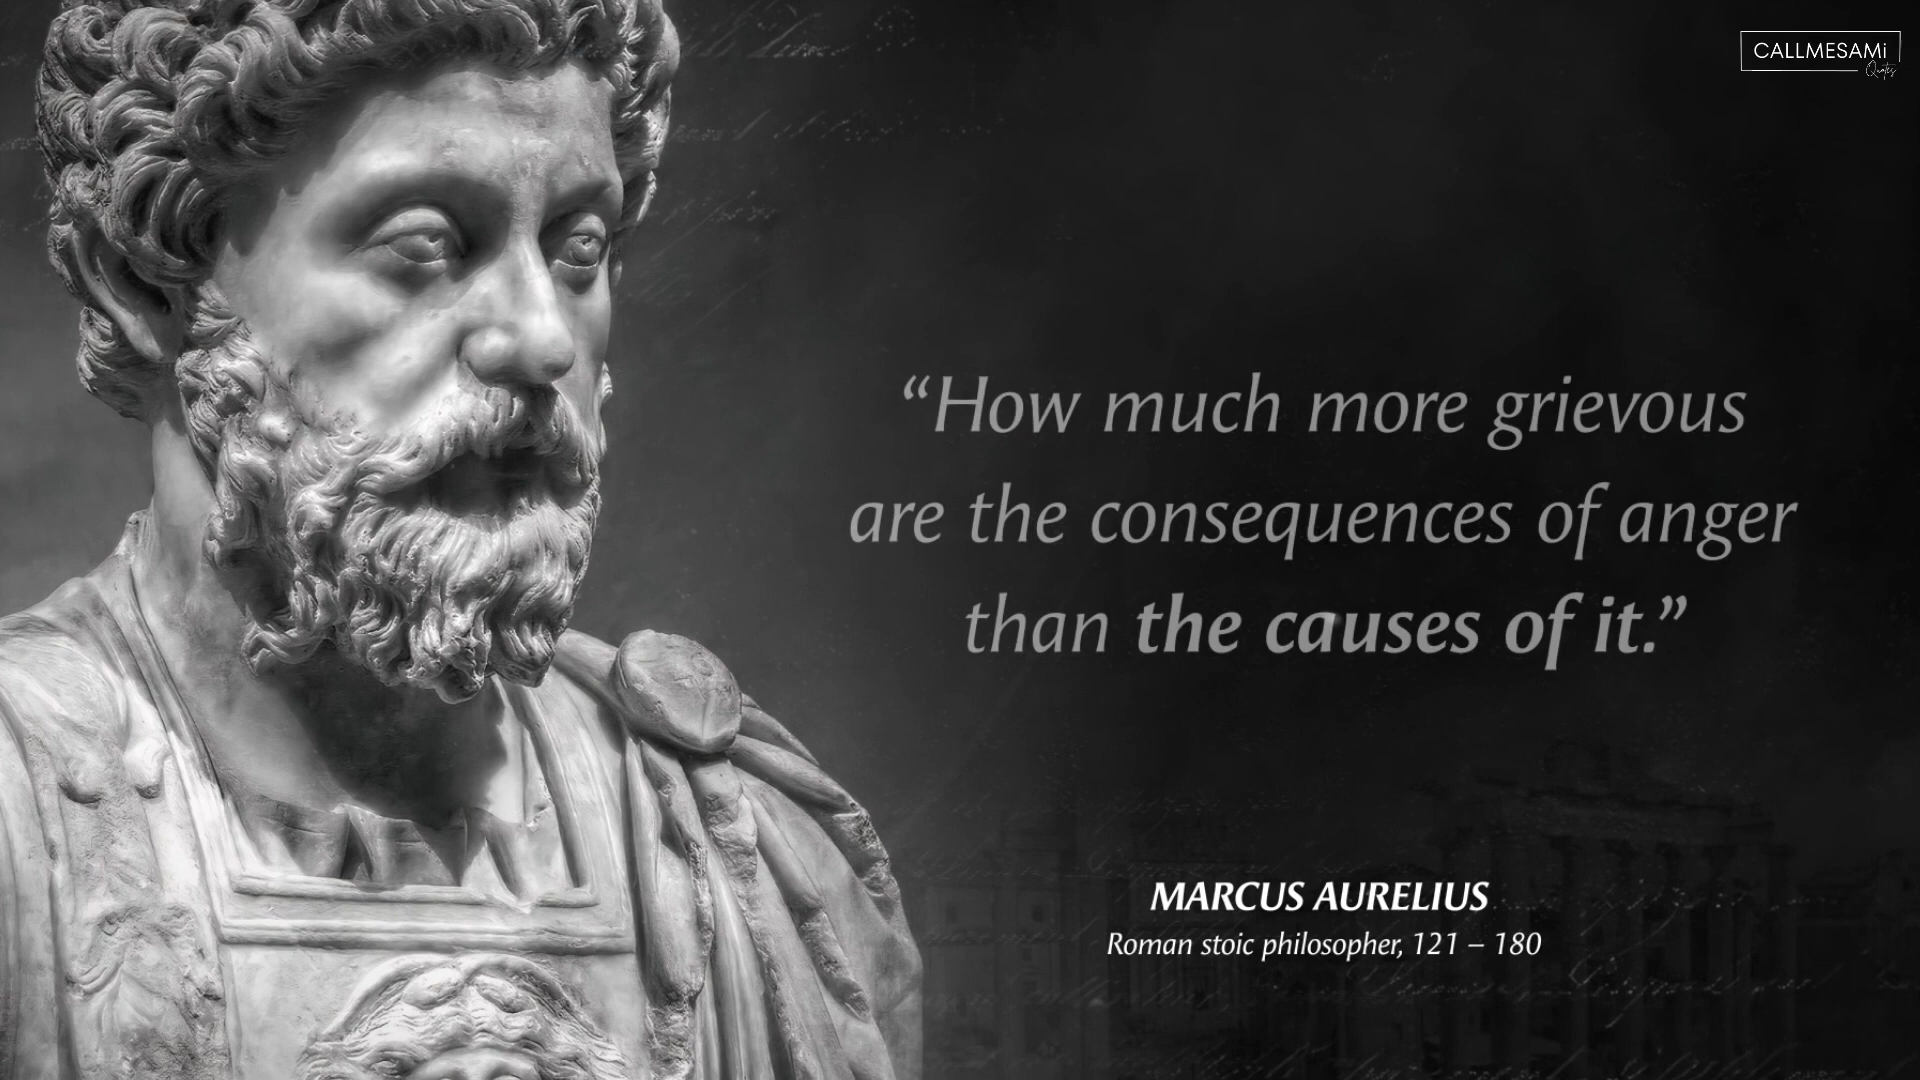 CALLMESAMi
Quotes
“How much more grievous
are the consequences of anger
than the causes of it.”
MARCUS AURELIUS
Roman stoic philosopher, 121 – 180